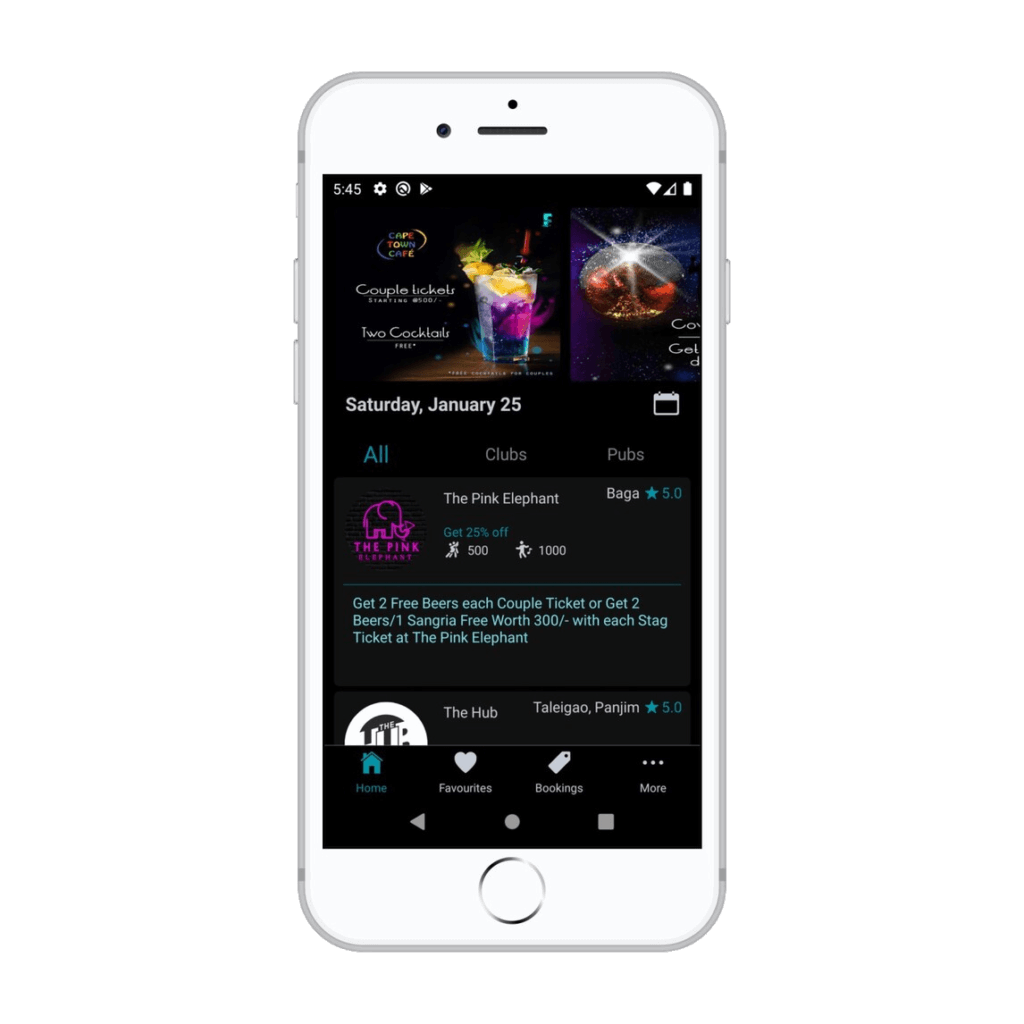 5:45
CAPE
TOWN
CAFÉ
Couple tickets
STARTING @500/-
Two Cocktails
FREE*
*FREE COCKTAILS FOR COUPLES
Cou
Get
d
Saturday, January 25
All Clubs Pubs
The Pink Elephant Baga 5.0
THE PINK
ELEPHANT
Get 25% off
500 1000
Get 2 Free Beers each Couple Ticket or Get 2
Beers/1 Sangria Free Worth 300/- with each Stag
Ticket at The Pink Elephant
The Hub Taleigao, Panjim 5.0
THE
HUB
Home Favourites Bookings More